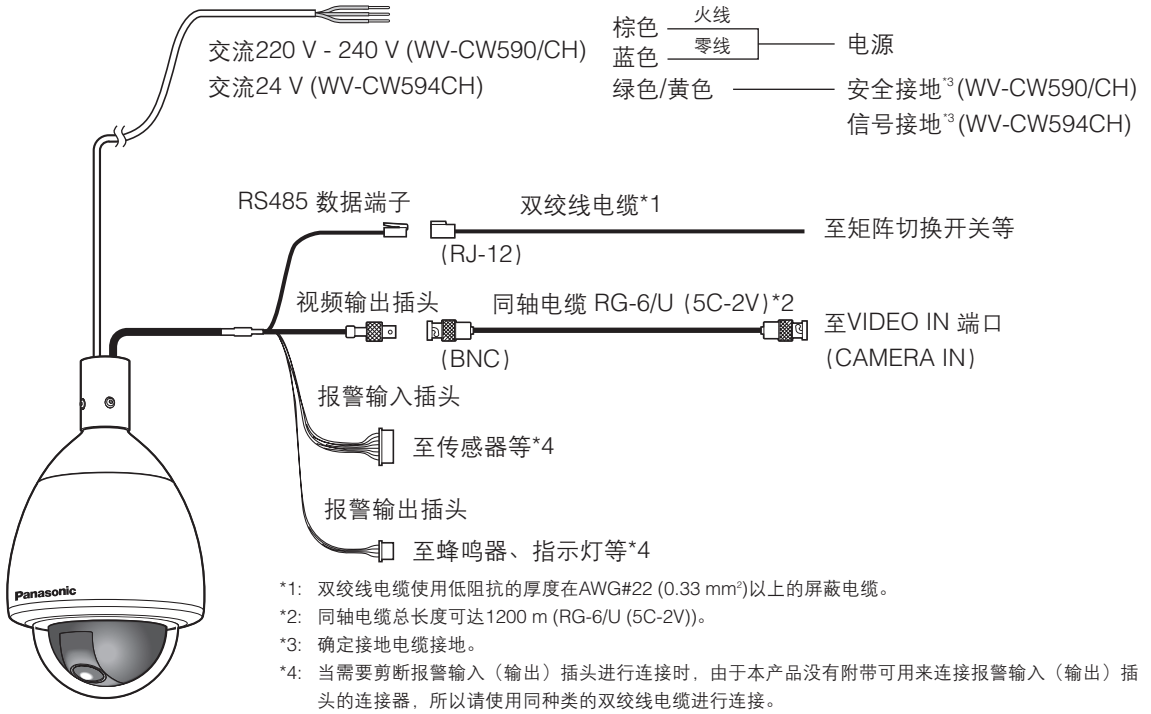 交流220 V - 240 V (WV-CW590/CH)
交流24 V (WV-CW594CH)
棕色
火线
蓝色
零线
电源
绿色/黄色
安全接地*3(WV-CW590/CH)
信号接地*3(WV-CW594CH)
RS485 数据端子
双绞线电缆*1
(RJ-12)
至矩阵切换开关等
视频输出插头
同轴电缆 RG-6/U (5C-2V)*2
(BNC)
至VIDEO IN 端口
(CAMERA IN)
报警输入插头
至传感器等*4
报警输出插头
至蜂鸣器、指示灯等*4
Panasonic
*1: 双绞线电缆使用低阻抗的厚度在AWG#22 (0.33 mm²)以上的屏蔽电缆。
*2: 同轴电缆总长度可达1200 m (RG-6/U (5C-2V))。
*3: 确定接地电缆接地。
*4: 当需要剪断报警输入（输出）插头进行连接时，由于本产品没有附带可用来连接报警输入（输出）插
头的连接器，所以请使用同种类的双绞线电缆进行连接。